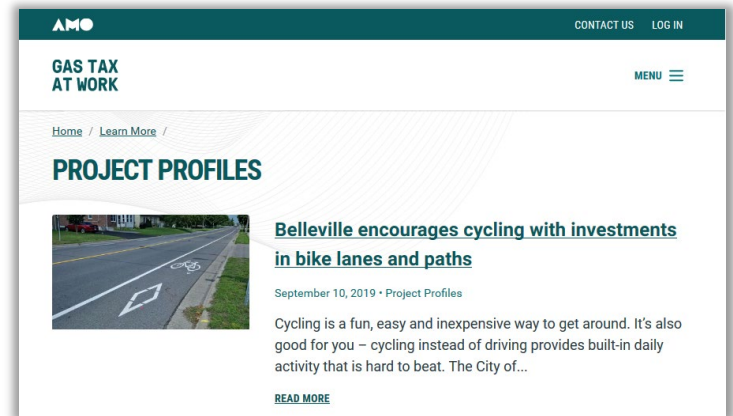 AMO
CONTACT US LOG IN
GAS TAX
AT WORK
MENU
Home / Learn More /
PROJECT PROFILES
Belleville encourages cycling with investments
in bike lanes and paths
September 10, 2019 • Project Profiles
Cycling is a fun, easy and inexpensive way to get around. It's also
good for you – cycling instead of driving provides built-in daily
activity that is hard to beat. The City of...
READ MORE